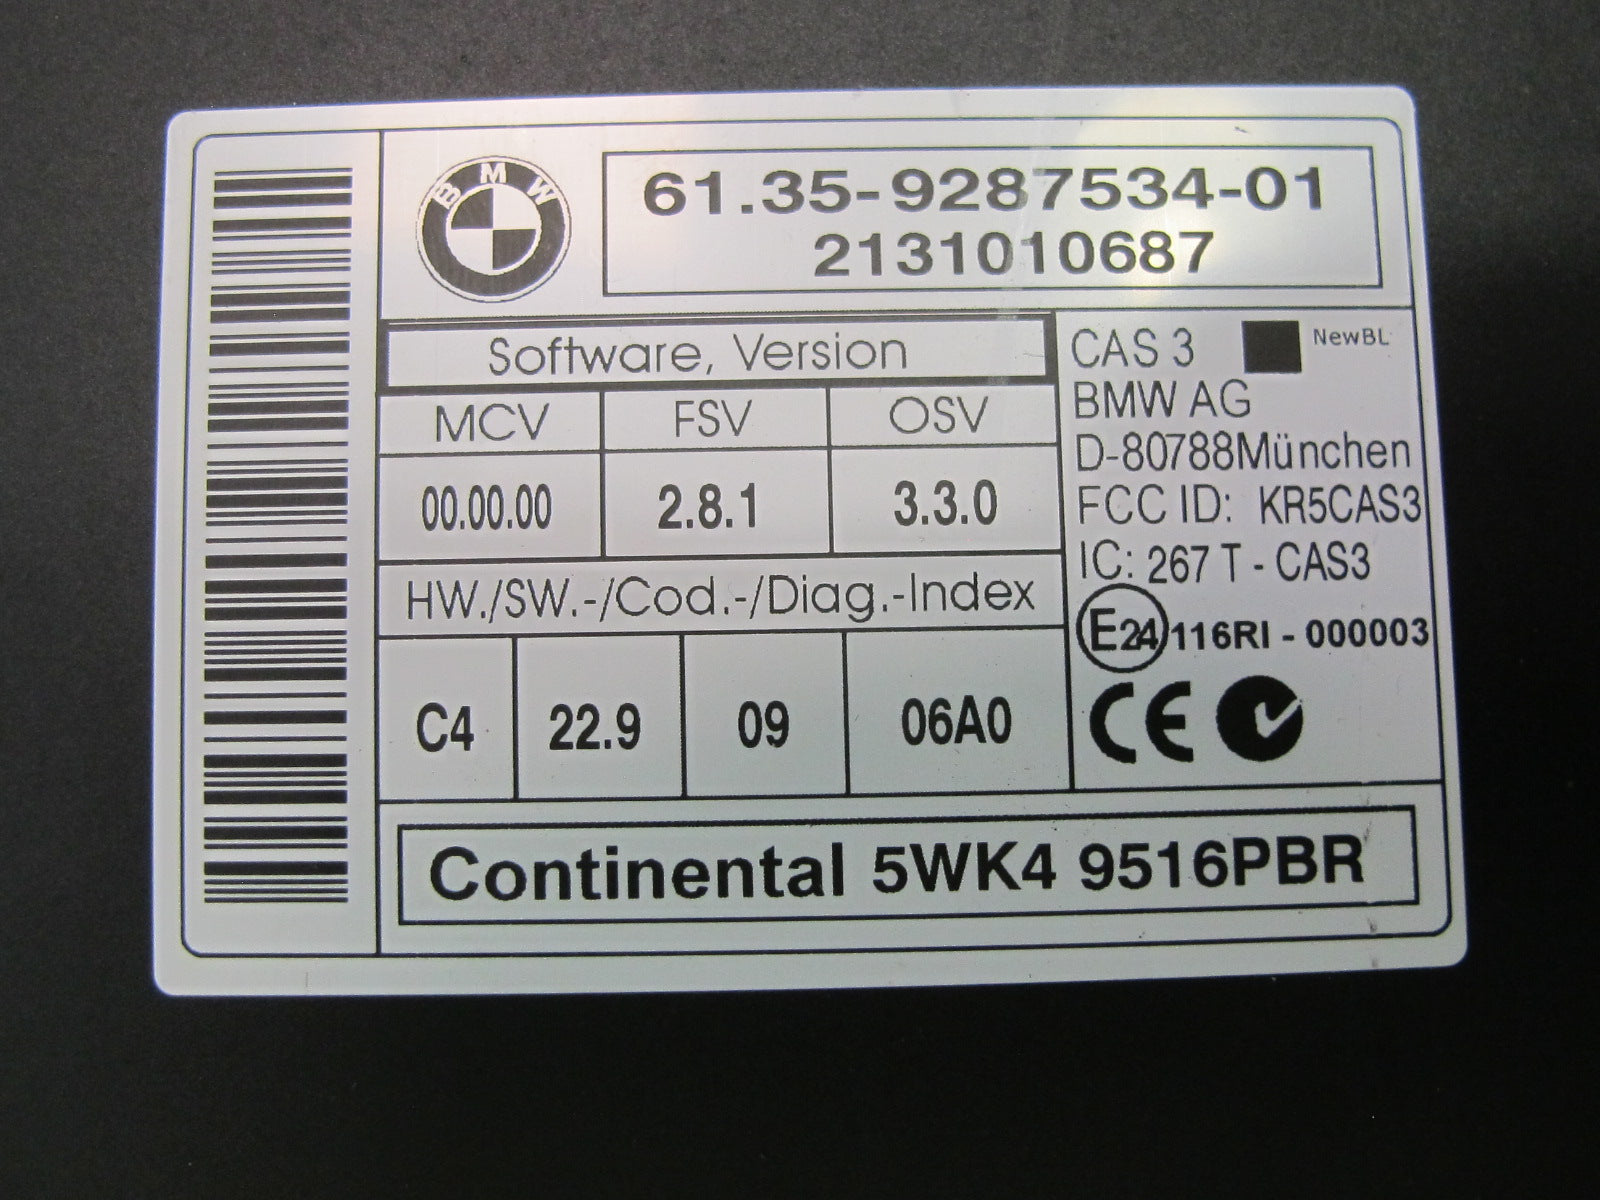 BMW
61.35-9287534-01
2131010687
Software, Version
MCV FSV OSV
00.00.00 2.8.1 3.3.0
HW./SW.-/Cod.-/Diag.-Index
C4 22.9 09 06A0
CAS 3 NewBL
BMW AG
D-80788München
FCC ID: KR5CAS3
IC: 267 T - CAS3
E24 116RI - 000003
CE
Continental 5WK4 9516PBR